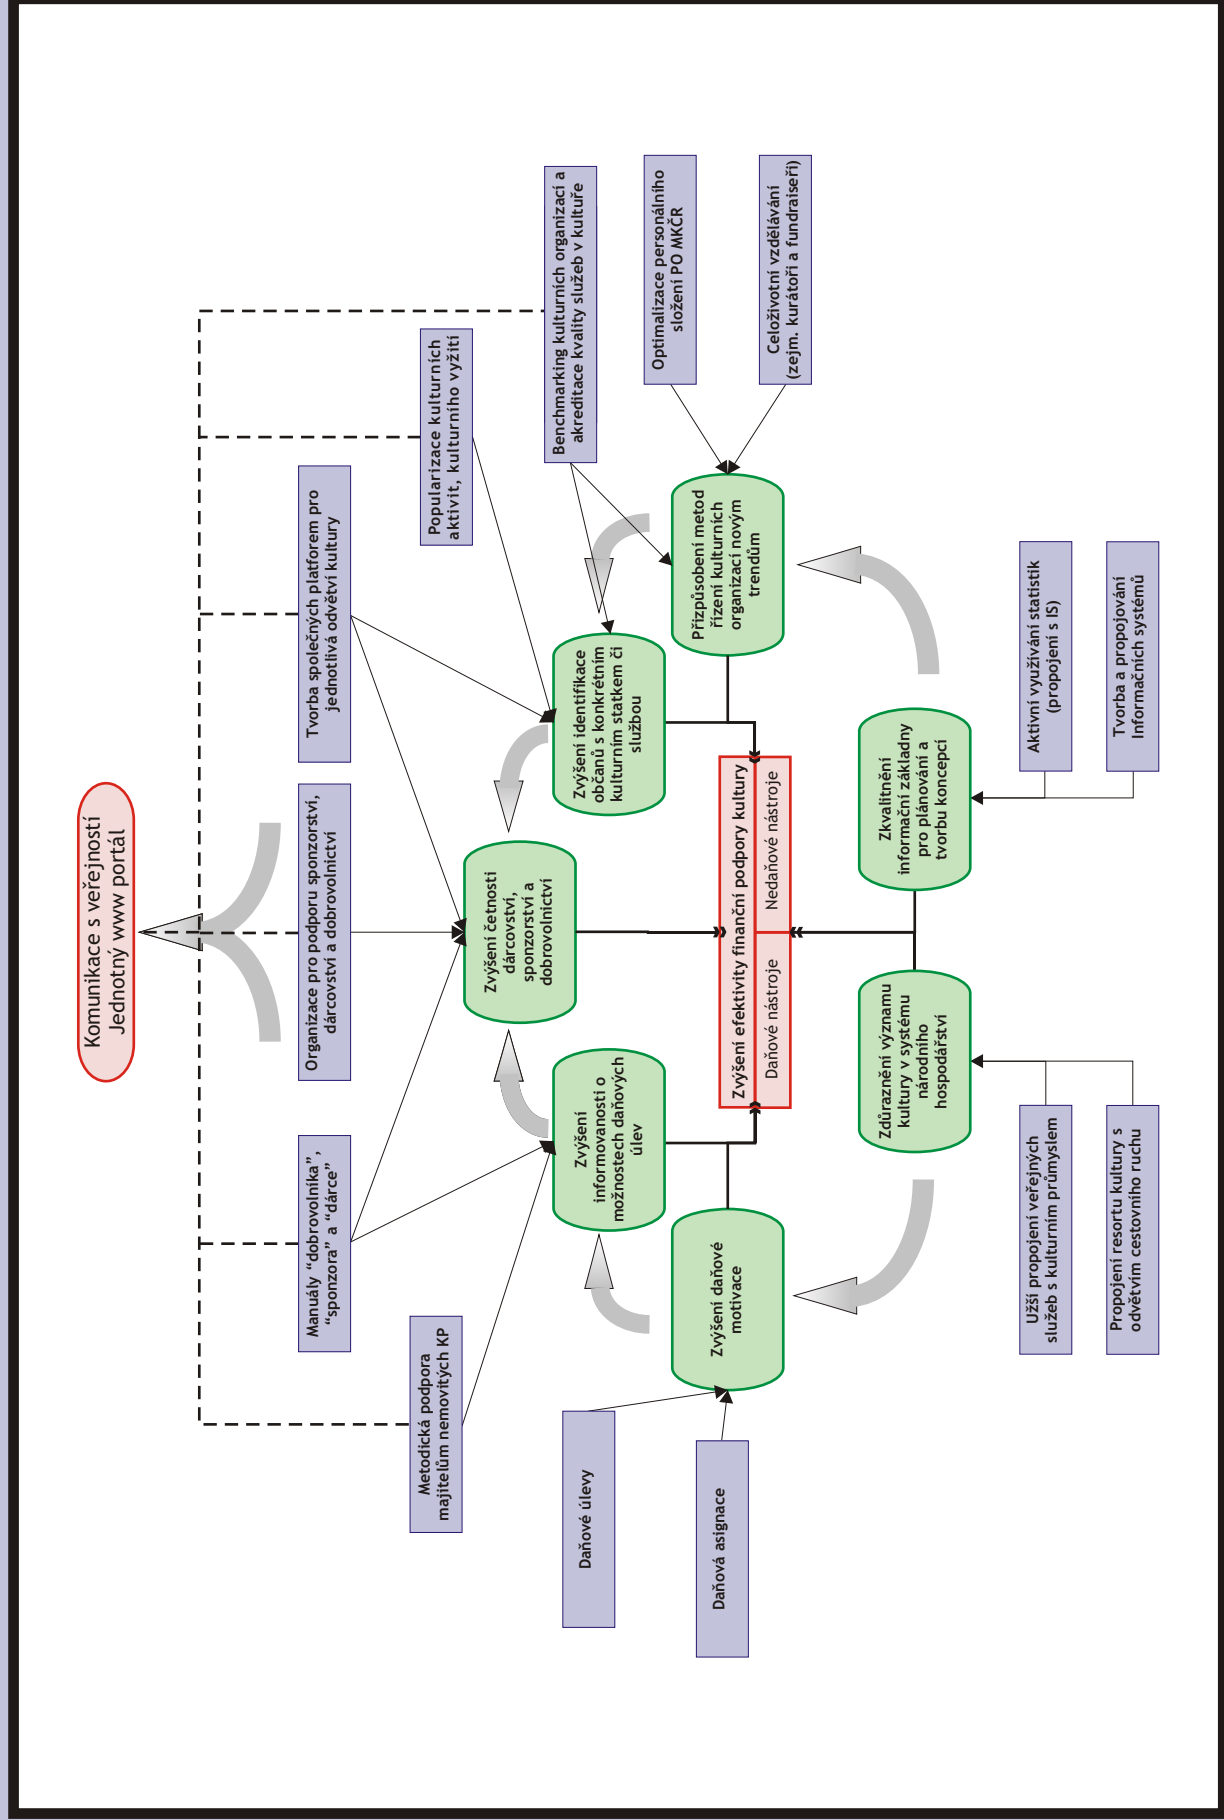 Komunikace s veřejností
Jednotný www portál
Metodická podpora
majitelům nemovitých KP
Manuály “dobrovolníka”,
“sponzora” a “dárce”
Organizace pro podporu sponzorství,
dárcovství a dobrovolnictví
Tvorba společných platforem pro
jednotlivá odvětví kultury
Popularizace kulturních
aktivit, kulturního vyžití
Benchmarking kulturních organizací a
akreditace kvality služeb v kultuře
Optimalizace personálního
složení PO MKČR
Celoživotní vzdělávání
(zejm. kurátoři a fundraiseři)
Daňové úlevy
Daňová asignace
Zvýšení četnosti
dárcovství,
sponzorství a
dobrovolnictví
Zvýšení
informovanosti o
možnostech daňových
úlev
Zvýšení identifikace
občanů s konkrétním
kulturním statkem či
službou
Zvýšení daňové
motivace
Přizpůsobení metod
řízení kulturních
organizací novým
trendům
Zvýšení efektivity finanční podpory kultury
Daňové nástroje
Nedaňové nástroje
Zdůraznění významu
kultury v systému
národního
hospodářství
Zkvalitnění
informační základny
pro plánování a
tvorbu koncepcí
Užší propojení veřejných
služeb s kulturním průmyslem
Propojení resortu kultury s
odvětvím cestovního ruchu
Aktivní využívání statistik
(propojení s IS)
Tvorba a propojování
Informačních systémů